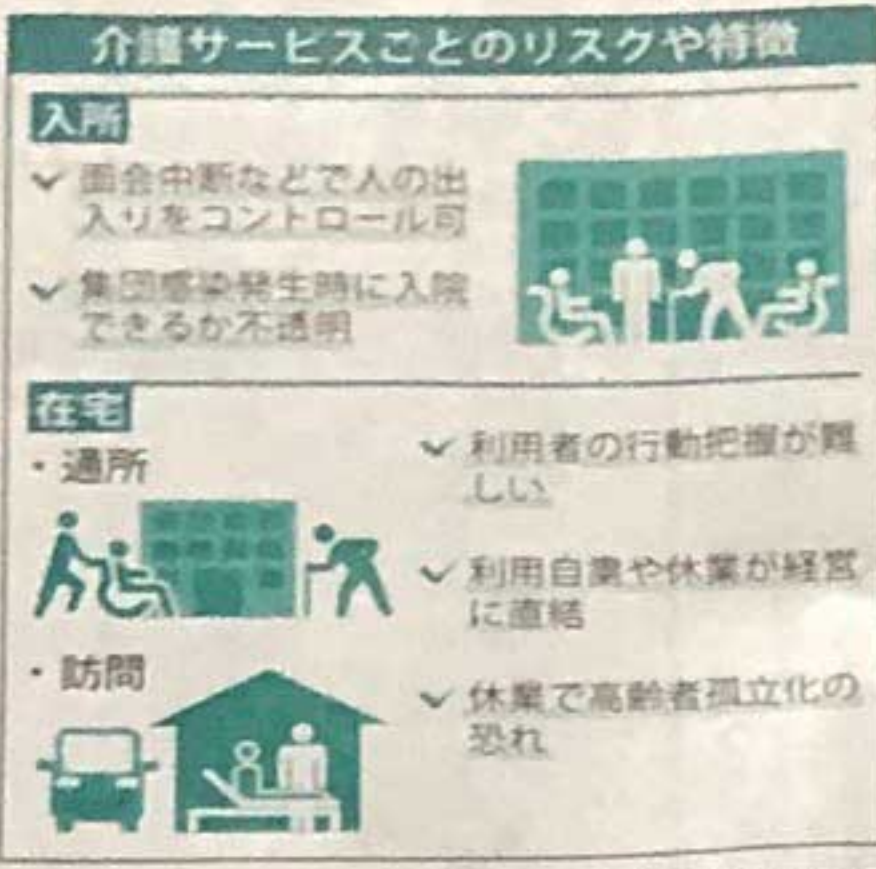 介護サービスごとのリスクや特徴
入所
✓ 面会中断などで人の出
入りをコントロール可
✓ 集団感染発生時に入院
できるか不透明
在宅
・通所
✓ 利用者の行動把握が難
しい
✓ 利用自粛や休業が経営
に直結
・訪問
✓ 休業で高齢者孤立化の
恐れ